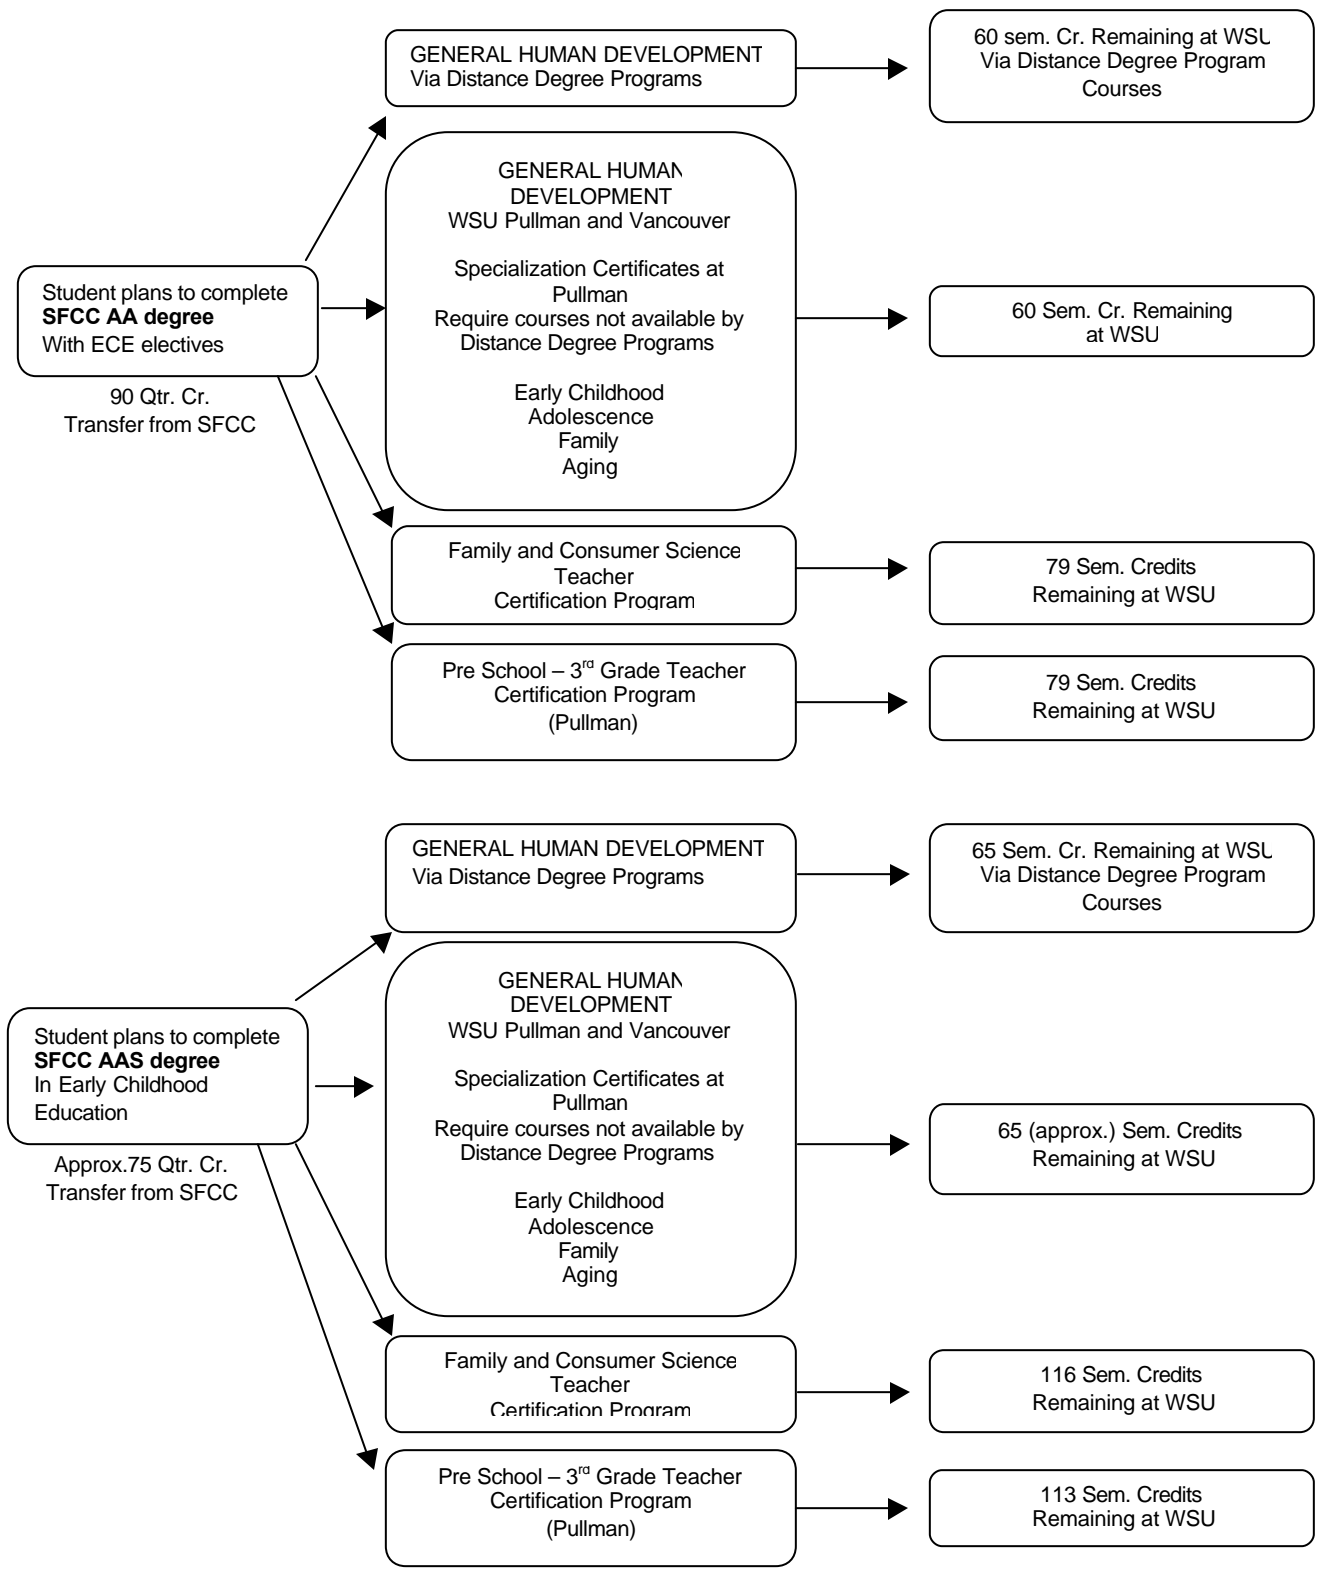 GENERAL HUMAN DEVELOPMENT
Via Distance Degree Programs
60 sem. Cr. Remaining at WSU
Via Distance Degree Program
Courses
GENERAL HUMAN
DEVELOPMENT
WSU Pullman and Vancouver
Specialization Certificates at
Pullman
Require courses not available by
Distance Degree Programs
Early Childhood
Adolescence
Family
Aging
Student plans to complete
SFCC AA degree
With ECE electives
90 Qtr. Cr.
Transfer from SFCC
60 Sem. Cr. Remaining
at WSU
Family and Consumer Science
Teacher
Certification Program
79 Sem. Credits
Remaining at WSU
Pre School – 3rd Grade Teacher
Certification Program
(Pullman)
79 Sem. Credits
Remaining at WSU
GENERAL HUMAN DEVELOPMENT
Via Distance Degree Programs
65 Sem. Cr. Remaining at WSU
Via Distance Degree Program
Courses
GENERAL HUMAN
DEVELOPMENT
WSU Pullman and Vancouver
Specialization Certificates at
Pullman
Require courses not available by
Distance Degree Programs
Early Childhood
Adolescence
Family
Aging
Student plans to complete
SFCC AAS degree
In Early Childhood
Education
Approx.75 Qtr. Cr.
Transfer from SFCC
65 (approx.) Sem. Credits
Remaining at WSU
Family and Consumer Science
Teacher
Certification Program
116 Sem. Credits
Remaining at WSU
Pre School – 3rd Grade Teacher
Certification Program
(Pullman)
113 Sem. Credits
Remaining at WSU